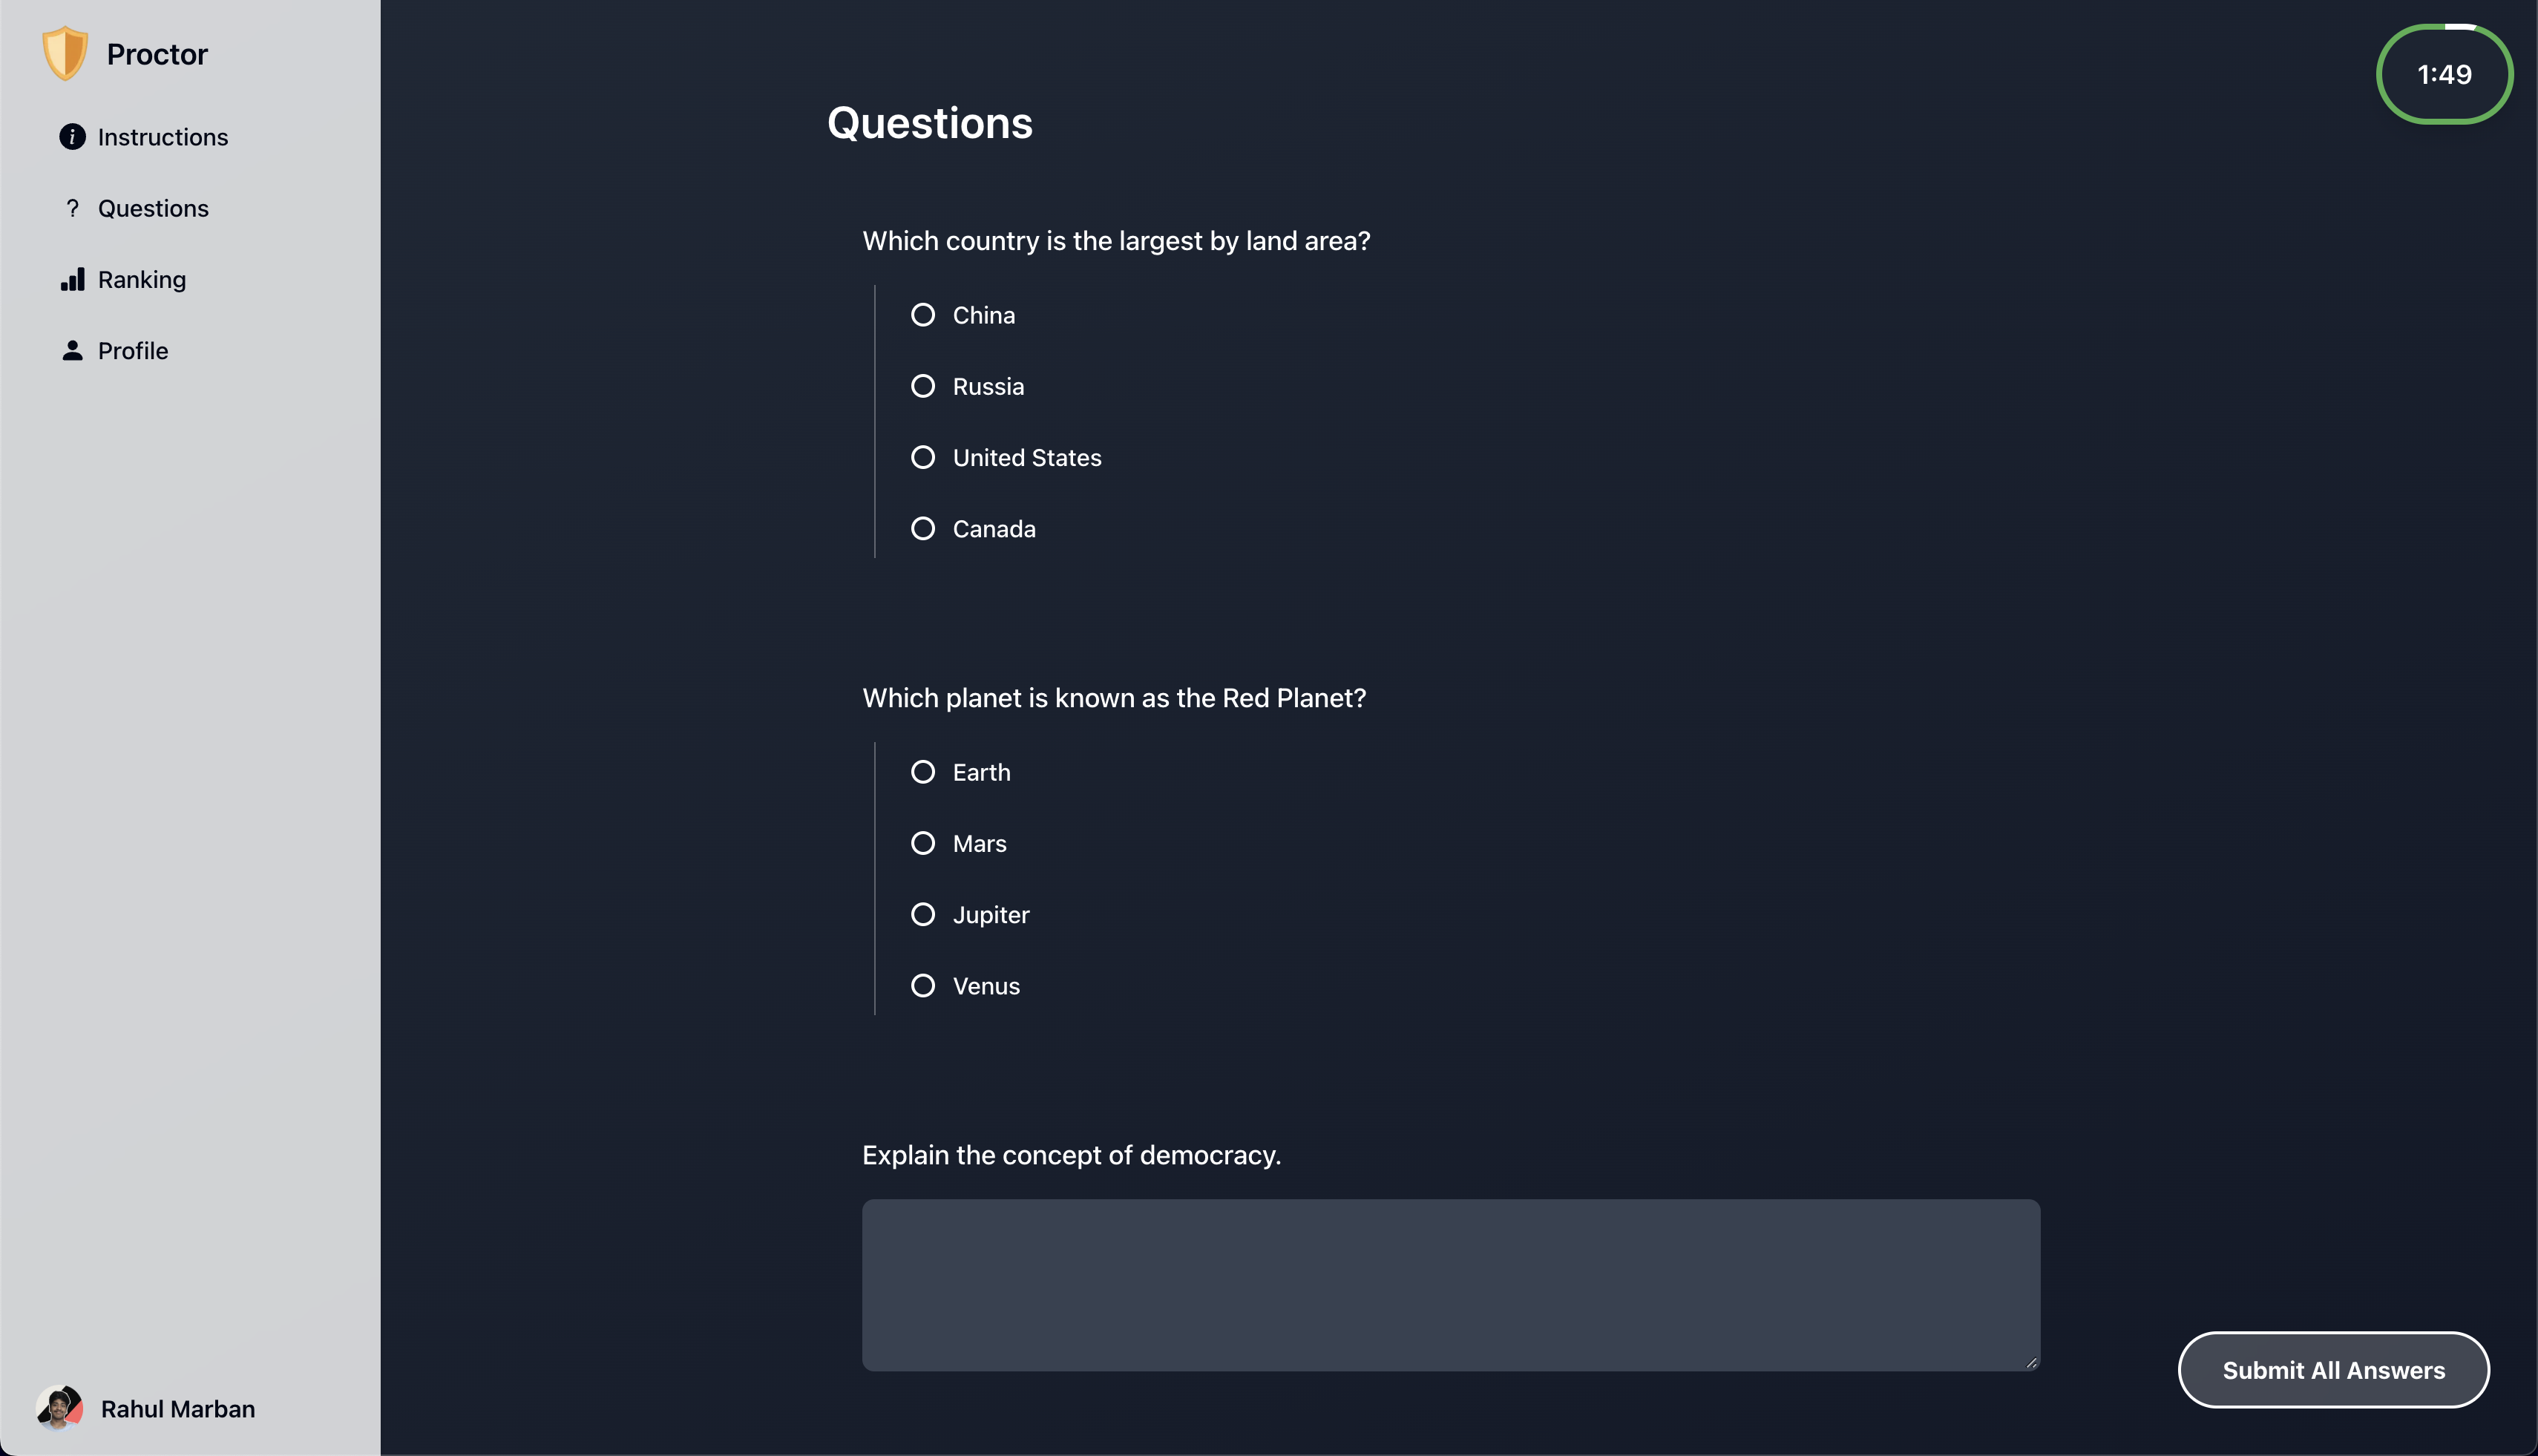 Proctor
Instructions
? Questions
Ranking
Profile
Rahul Marban
1:49
Questions
Which country is the largest by land area?
China
Russia
United States
Canada
Which planet is known as the Red Planet?
Earth
Mars
Jupiter
Venus
Explain the concept of democracy.
Submit All Answers